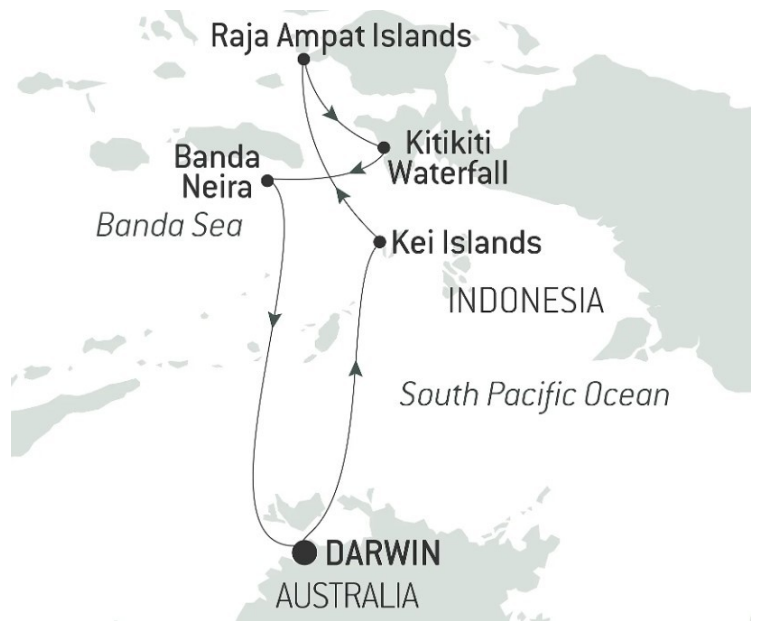 Raja Ampat Islands
Kitikiti
Waterfall
Banda
Neira
Banda Sea
Kei Islands
INDONESIA
South Pacific Ocean
DARWIN
AUSTRALIA